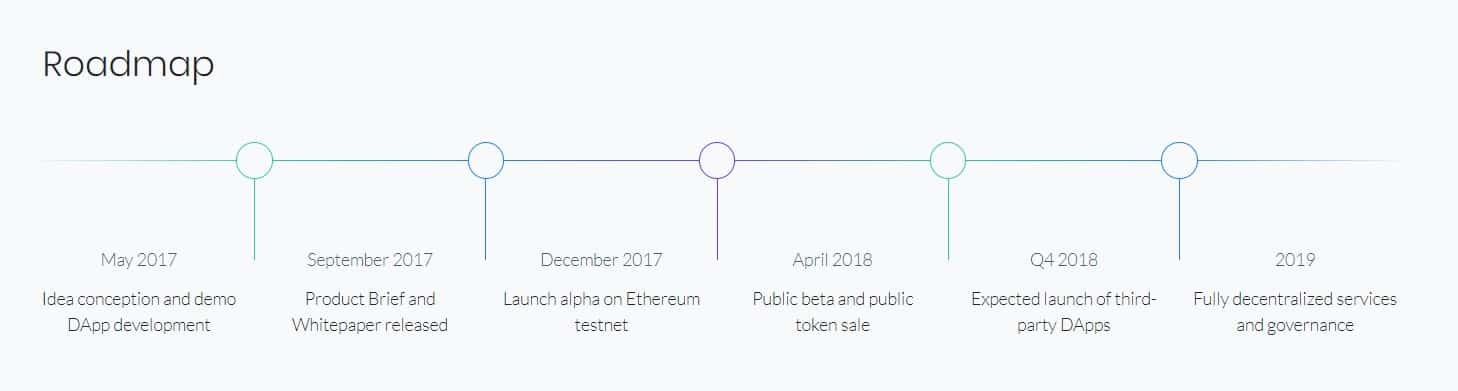 Roadmap
May 2017
Idea conception and demo
DApp development
September 2017
Product Brief and
Whitepaper released
December 2017
Launch alpha on Ethereum
testnet
April 2018
Public beta and public
token sale
Q4 2018
Expected launch of third-
party DApps
2019
Fully decentralized services
and governance